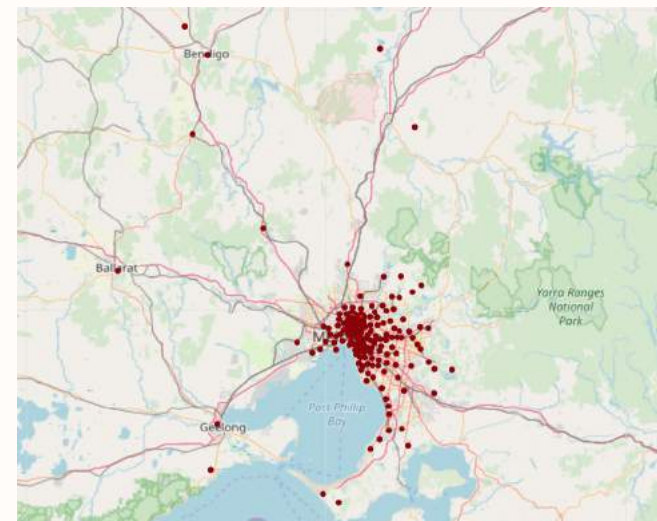 Bendigo
Ballarat
Yarra Ranges
National
Park
M
Port Phillip
Bay
Geelong